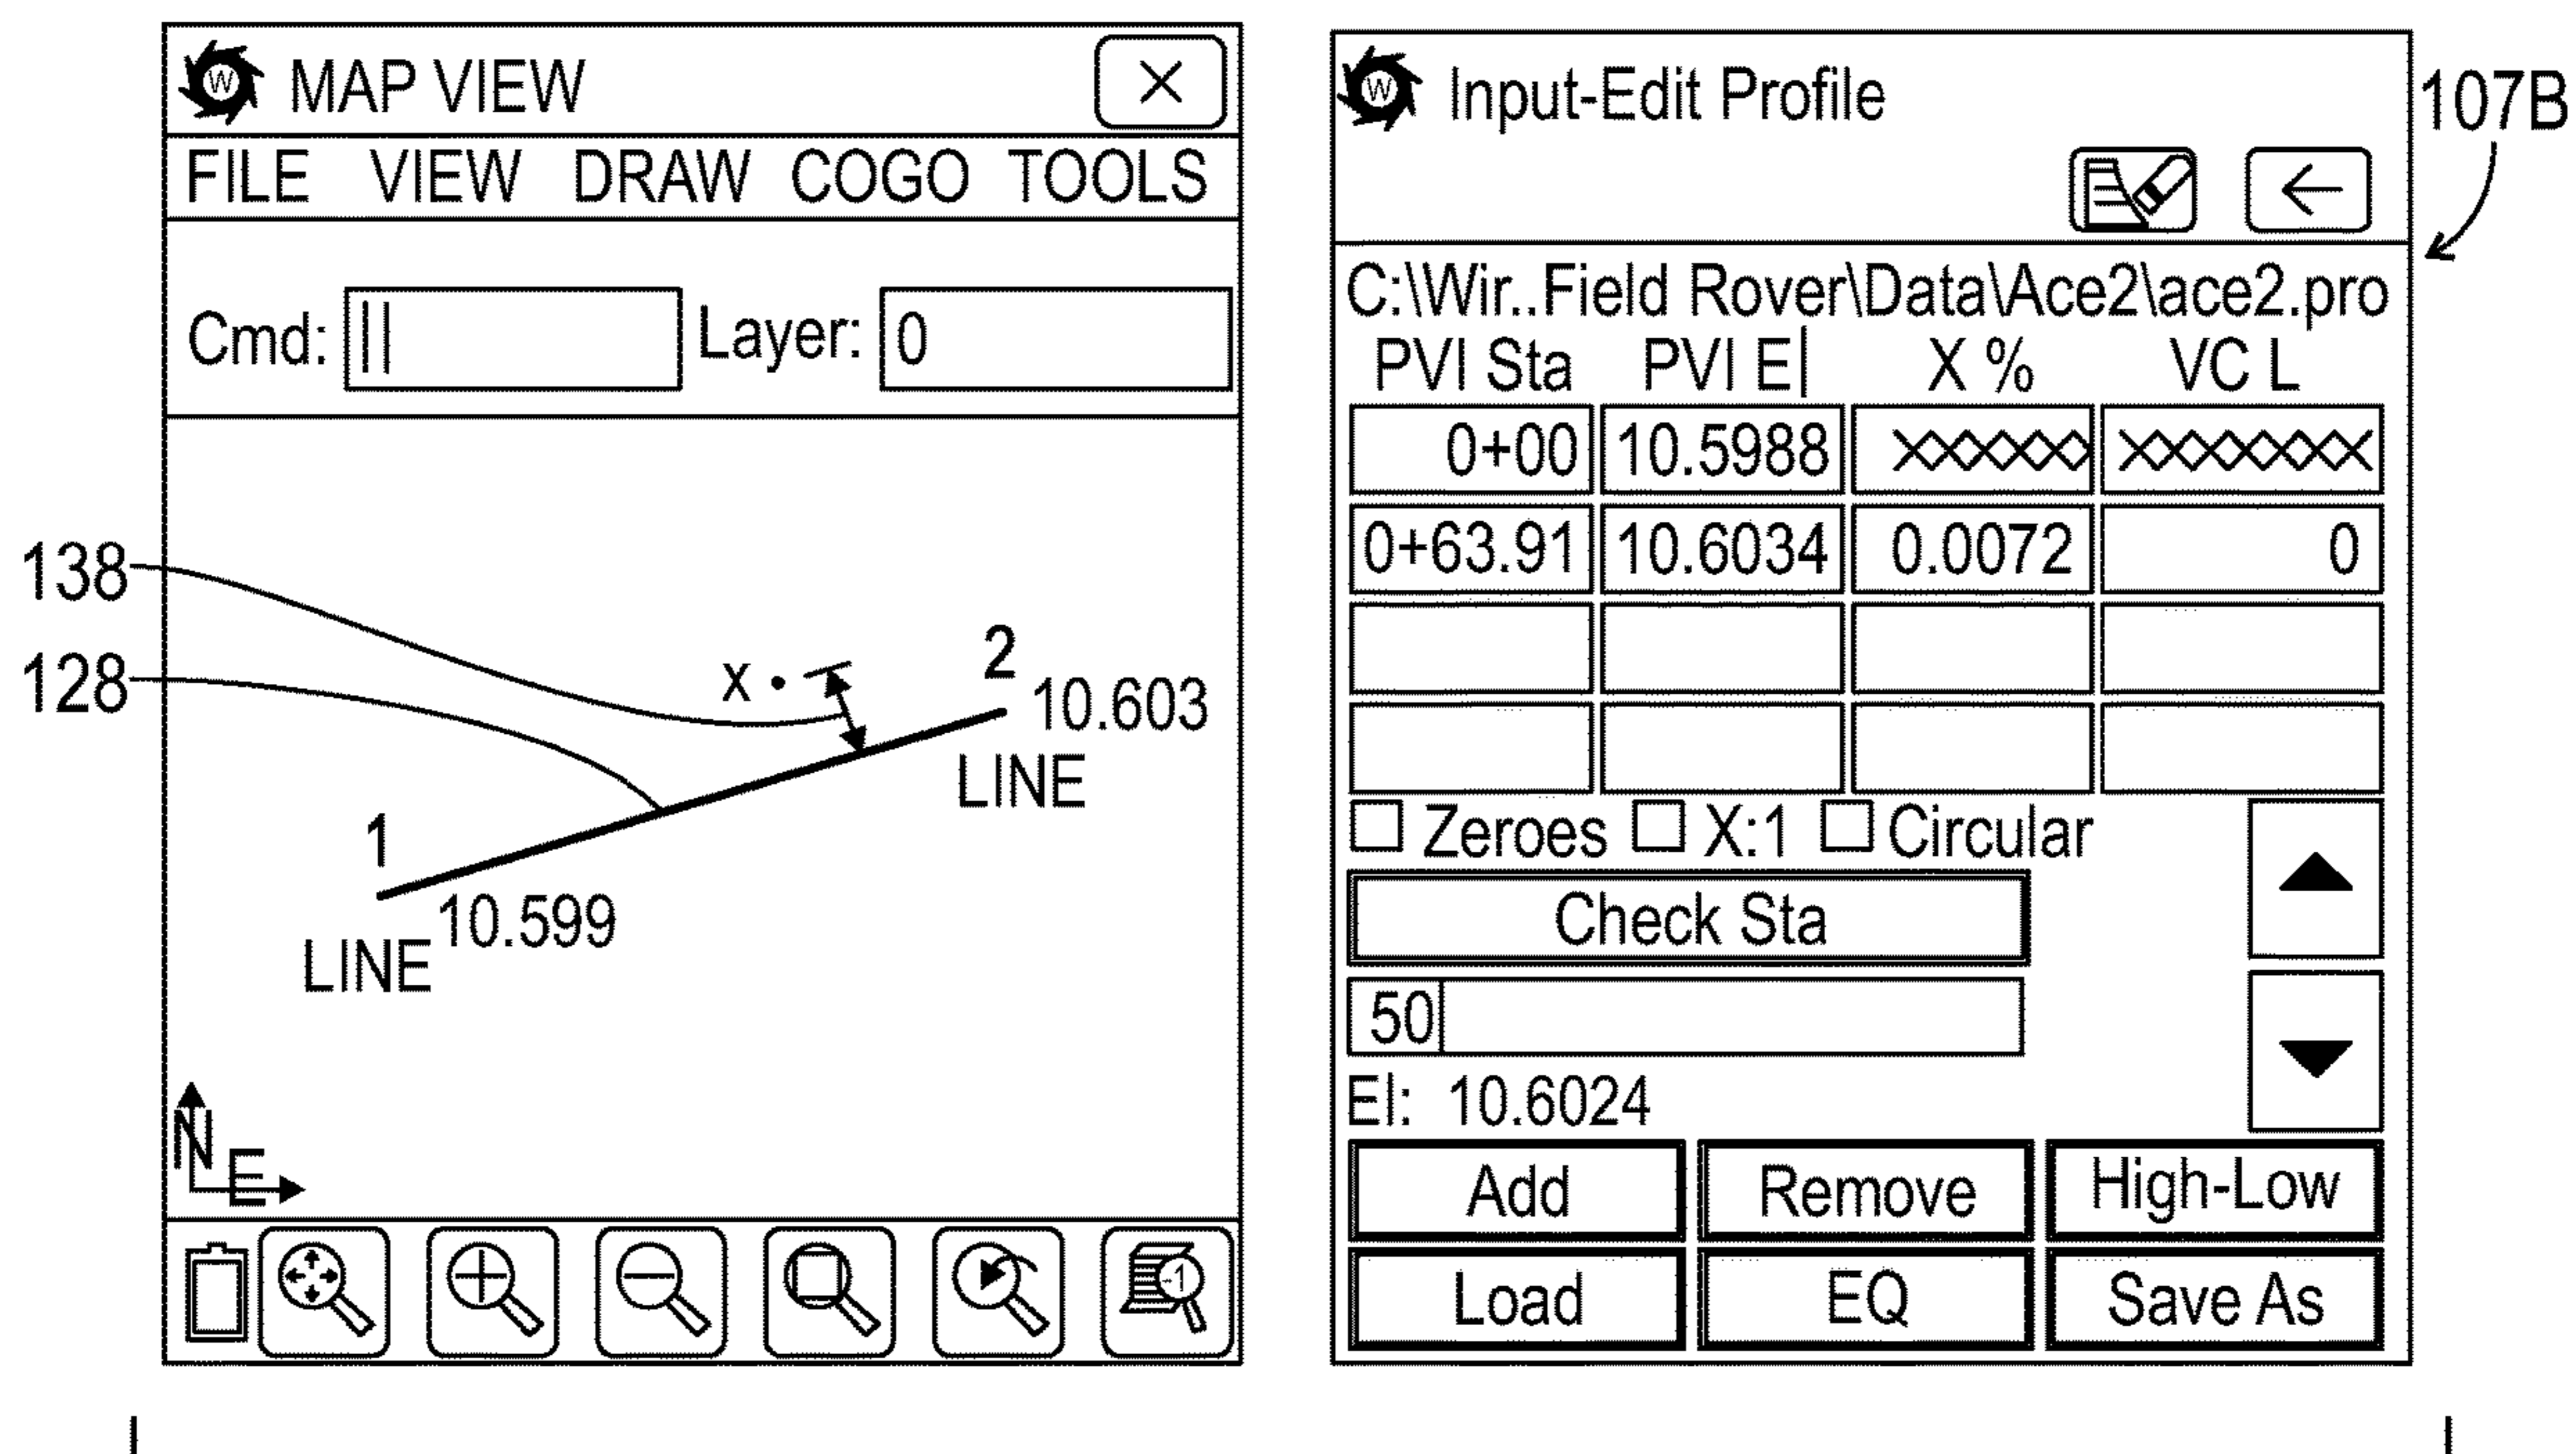 W MAP VIEW
FILE VIEW DRAW COGO TOOLS
Cmd: || Layer: 0
138
128
X
2
10.603
LINE
1
10.599
LINE
N
E
-1
W Input-Edit Profile
107B
C:\Wir..Field Rover\Data\Ace2\ace2.pro
PVI Sta PVI E| X % VC L
0+00 10.5988 XXXXXX XXXXXXX
0+63.91 10.6034 0.0072 0
Zeroes X:1 Circular
Check Sta
50
El: 10.6024
Add Remove High-Low
Load EQ Save As